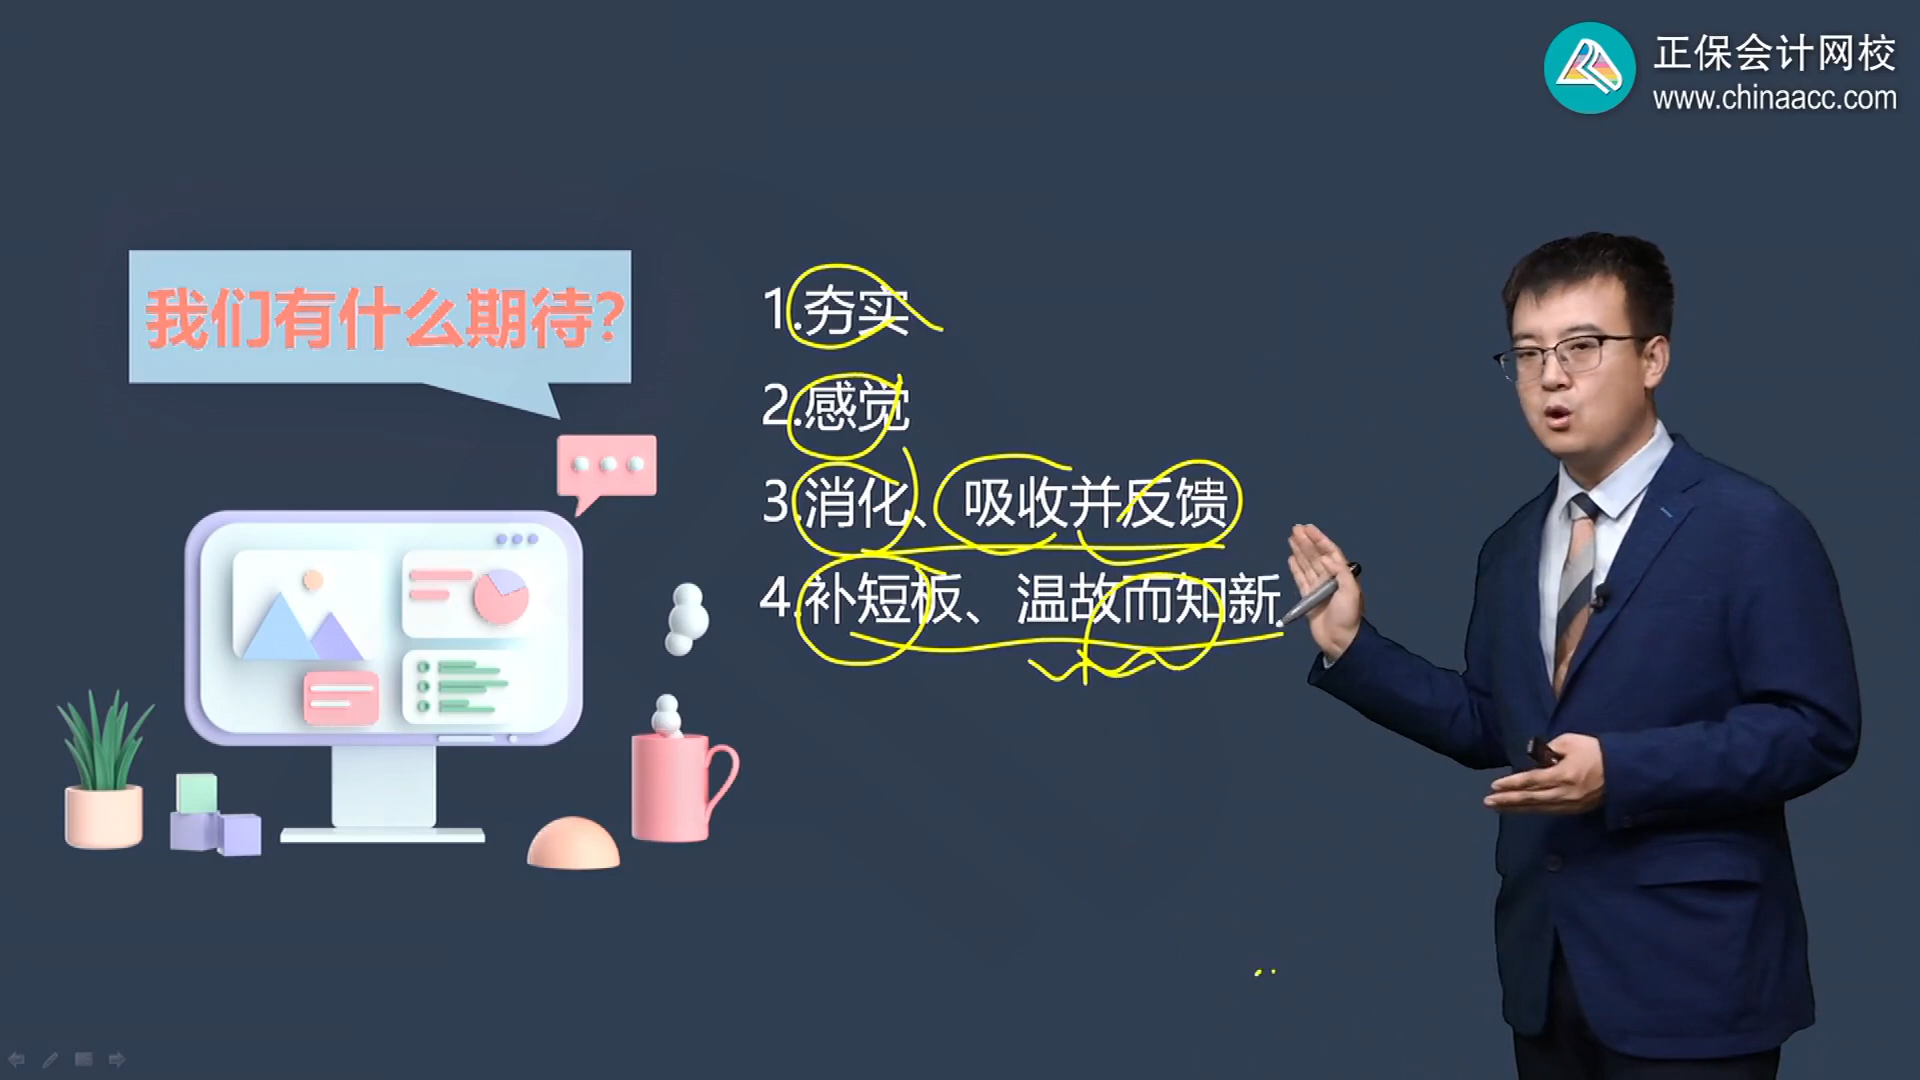 正保会计网校
www.chinaacc.com
我们有什么期待?
1.夯实
2.感觉
3.消化、吸收并反馈
4.补短板、温故而知新